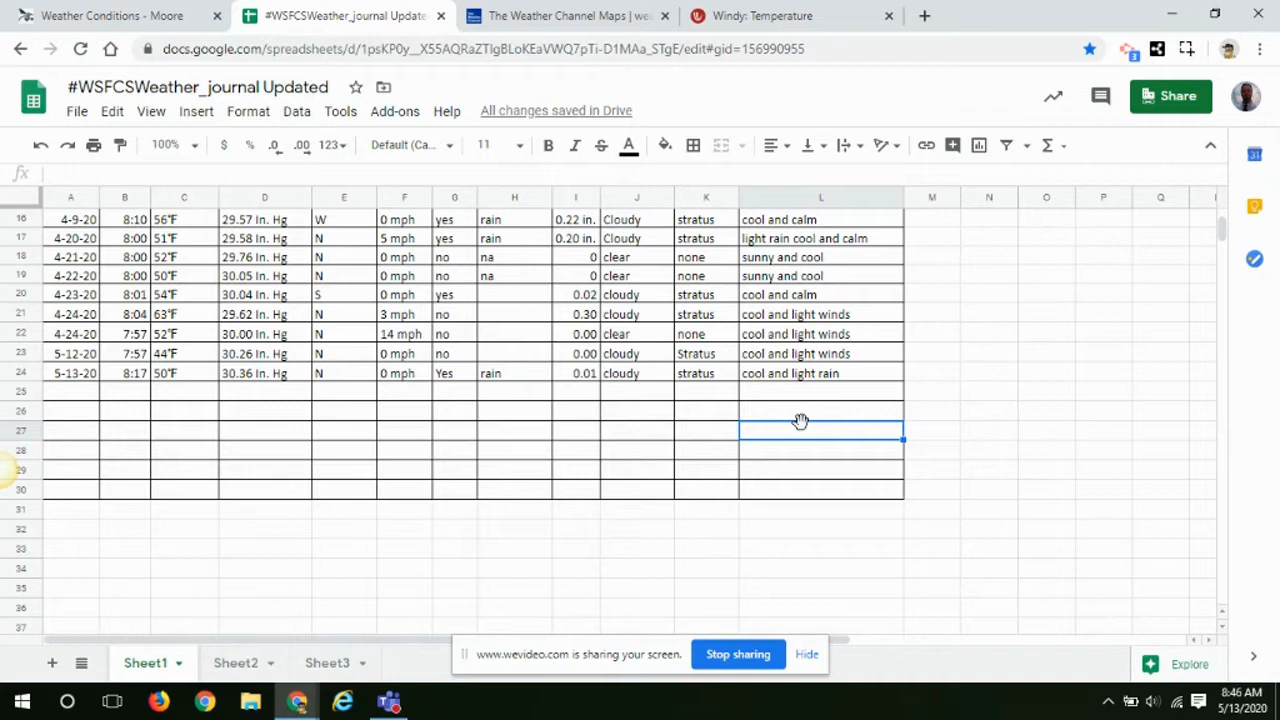 Weather Conditions - Moore
#WSFCSWeather_journal Update
The Weather Channel Maps | wea
Windy: Temperature
docs.google.com/spreadsheets/d/1psKP0y__X55AQRaZTIgBLoKEaVWQ7pTi-D1MAa_STgE/edit#gid=156990955
3
#WSFCSWeather_journal Updated
File Edit View Insert Format Data Tools Add-ons Help All changes saved in Drive
Share
100% $ % .0 .00 123 Default (Ca... 11 B I S A
fx
A B C D E F G H I J K L M N O P Q
16 4-9-20 8:10 56°F 29.57 In. Hg W 0 mph yes rain 0.22 in. Cloudy stratus cool and calm
17 4-20-20 8:00 51°F 29.58 In. Hg N 5 mph yes rain 0.20 in. Cloudy stratus light rain cool and calm
18 4-21-20 8:00 52°F 29.76 In. Hg N 0 mph no na 0 clear none sunny and cool
19 4-22-20 8:00 50°F 30.05 In. Hg N 0 mph no na 0 clear none sunny and cool
20 4-23-20 8:01 54°F 30.04 In. Hg S 0 mph yes 0.02 cloudy stratus cool and calm
21 4-24-20 8:04 63°F 29.62 In. Hg N 3 mph no 0.30 cloudy stratus cool and light winds
22 4-24-20 7:57 52°F 30.00 In. Hg N 14 mph no 0.00 clear none cool and light winds
23 5-12-20 7:57 44°F 30.26 In. Hg N 0 mph no 0.00 cloudy Stratus cool and light winds
24 5-13-20 8:17 50°F 30.36 In. Hg N 0 mph Yes rain 0.01 cloudy stratus cool and light rain
25
26
27
28
29
30
31
32
33
34
35
36
37
www.wevideo.com is sharing your screen. Stop sharing Hide
Sheet1 Sheet2 Sheet3 Explore
8:46 AM
5/13/2020